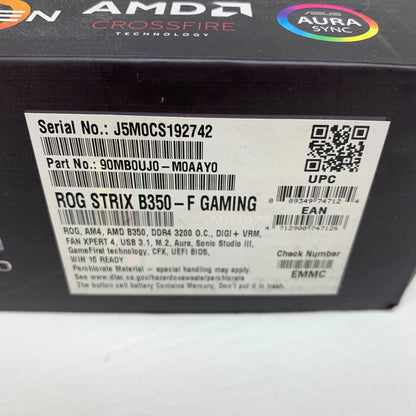 AMD
CROSSFIRE
TECHNOLOGY
ASUS
AURA
SYNC
Serial No.: J5M0CS192742
Part No.: 90MB0UJ0-M0AAY0
UPC
8 89349 74712 4
ROG STRIX B350-F GAMING
EAN
4 712900 747126
ROG, AM4, AMD B350, DDR4 3200 O.C., DIGI+ VRM,
FAN XPERT 4, USB 3.1, M.2, Aura, Sonic Studio III,
GameFirst technology, CFX, UEFI BIOS,
WIN 10 READY
Check Number
EMMC
Perchlorate Material - special handling may apply.
See www.dtsc.ca.gov/hazardouswaste/perchlorate
The button cell battery Contains Mercury, Don't put in trash